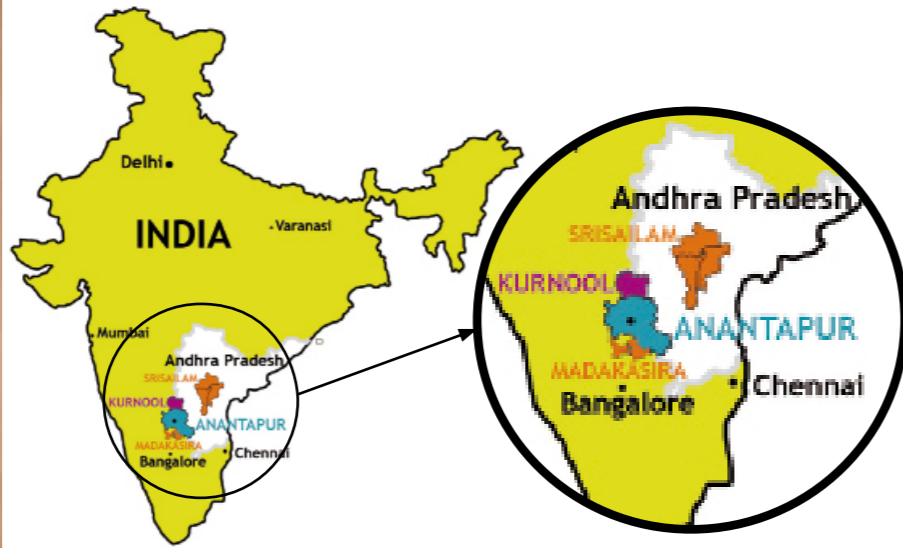 Delhi
INDIA
Varanasi
Mumbai
Andhra Pradesh
SRISAILAM
KURNOOL
ANANTAPUR
MADAKASIRA
Bangalore
Chennai
Andhra Pradesh
SRISAILAM
KURNOOL
ANANTAPUR
MADAKASIRA
Bangalore
Chennai